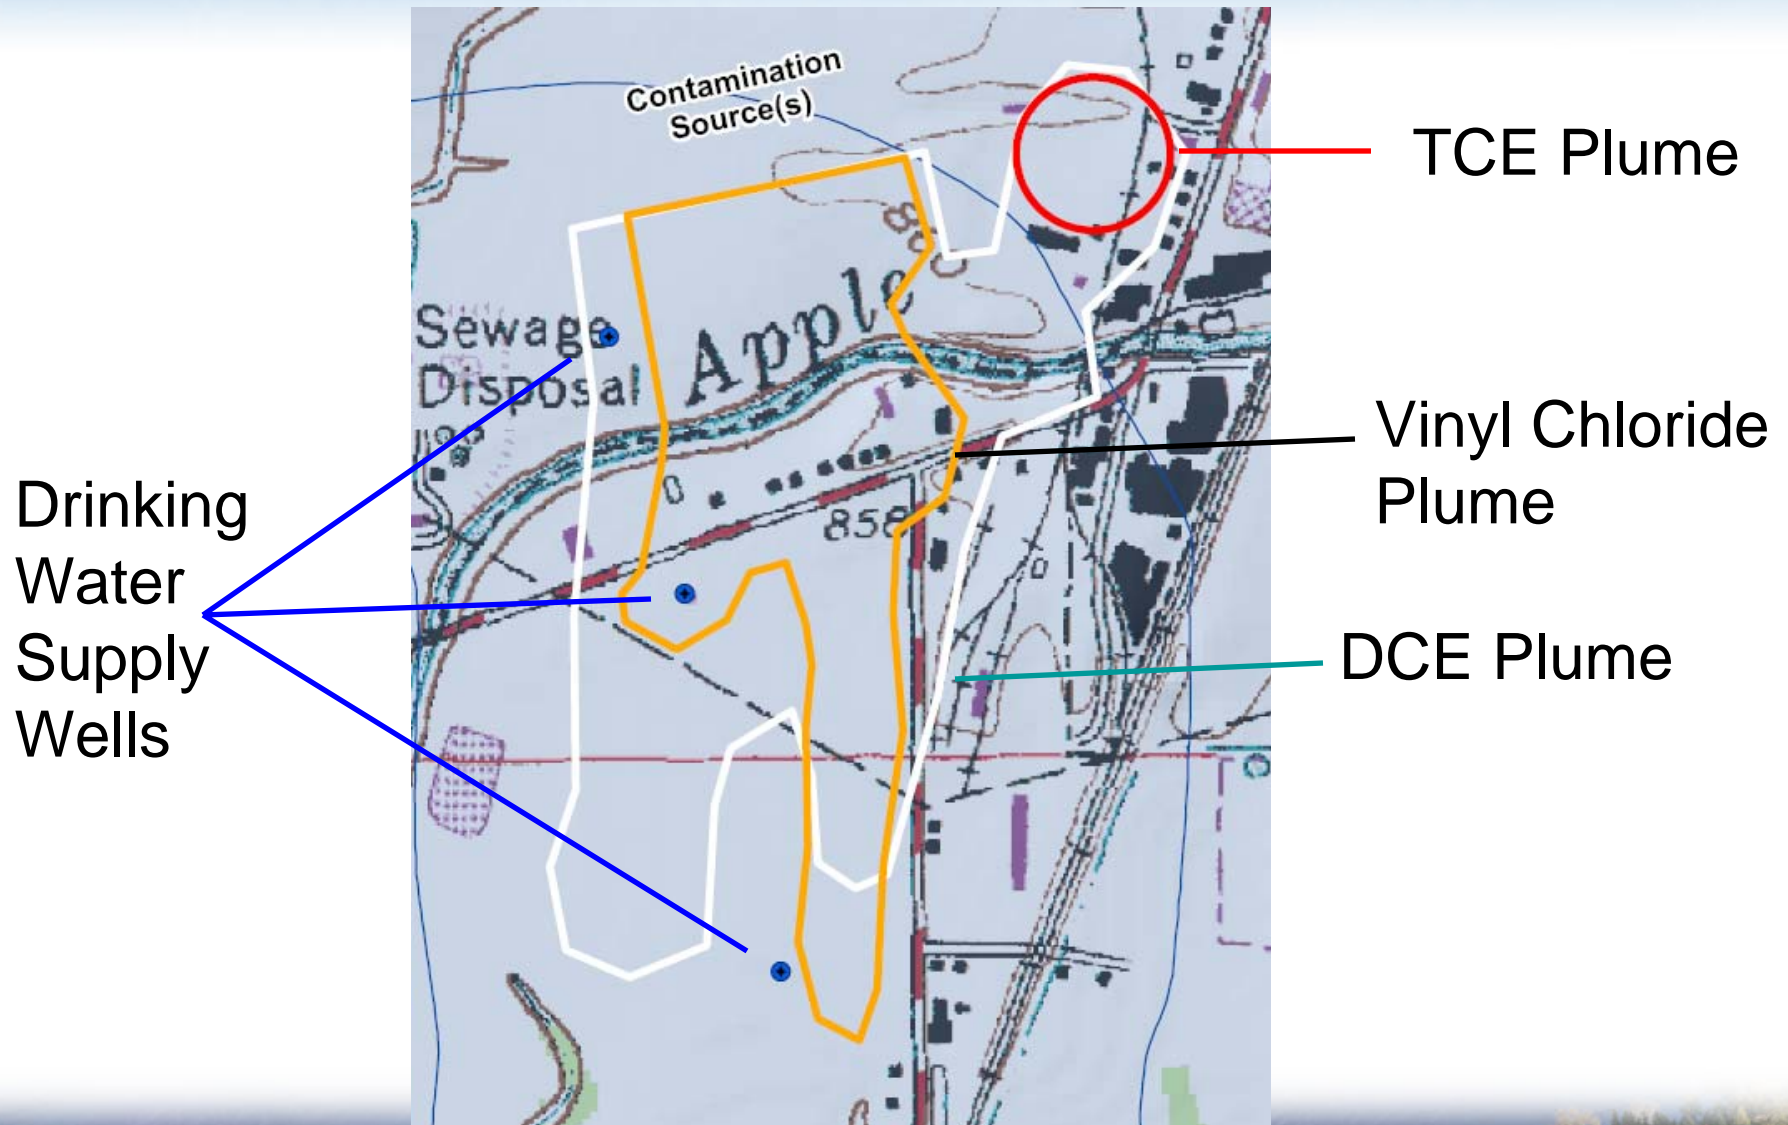 Contamination
Source(s)
TCE Plume
Sewage
Apple
Disposal
Vinyl Chloride
Plume
Drinking
Water
Supply
Wells
858
DCE Plume